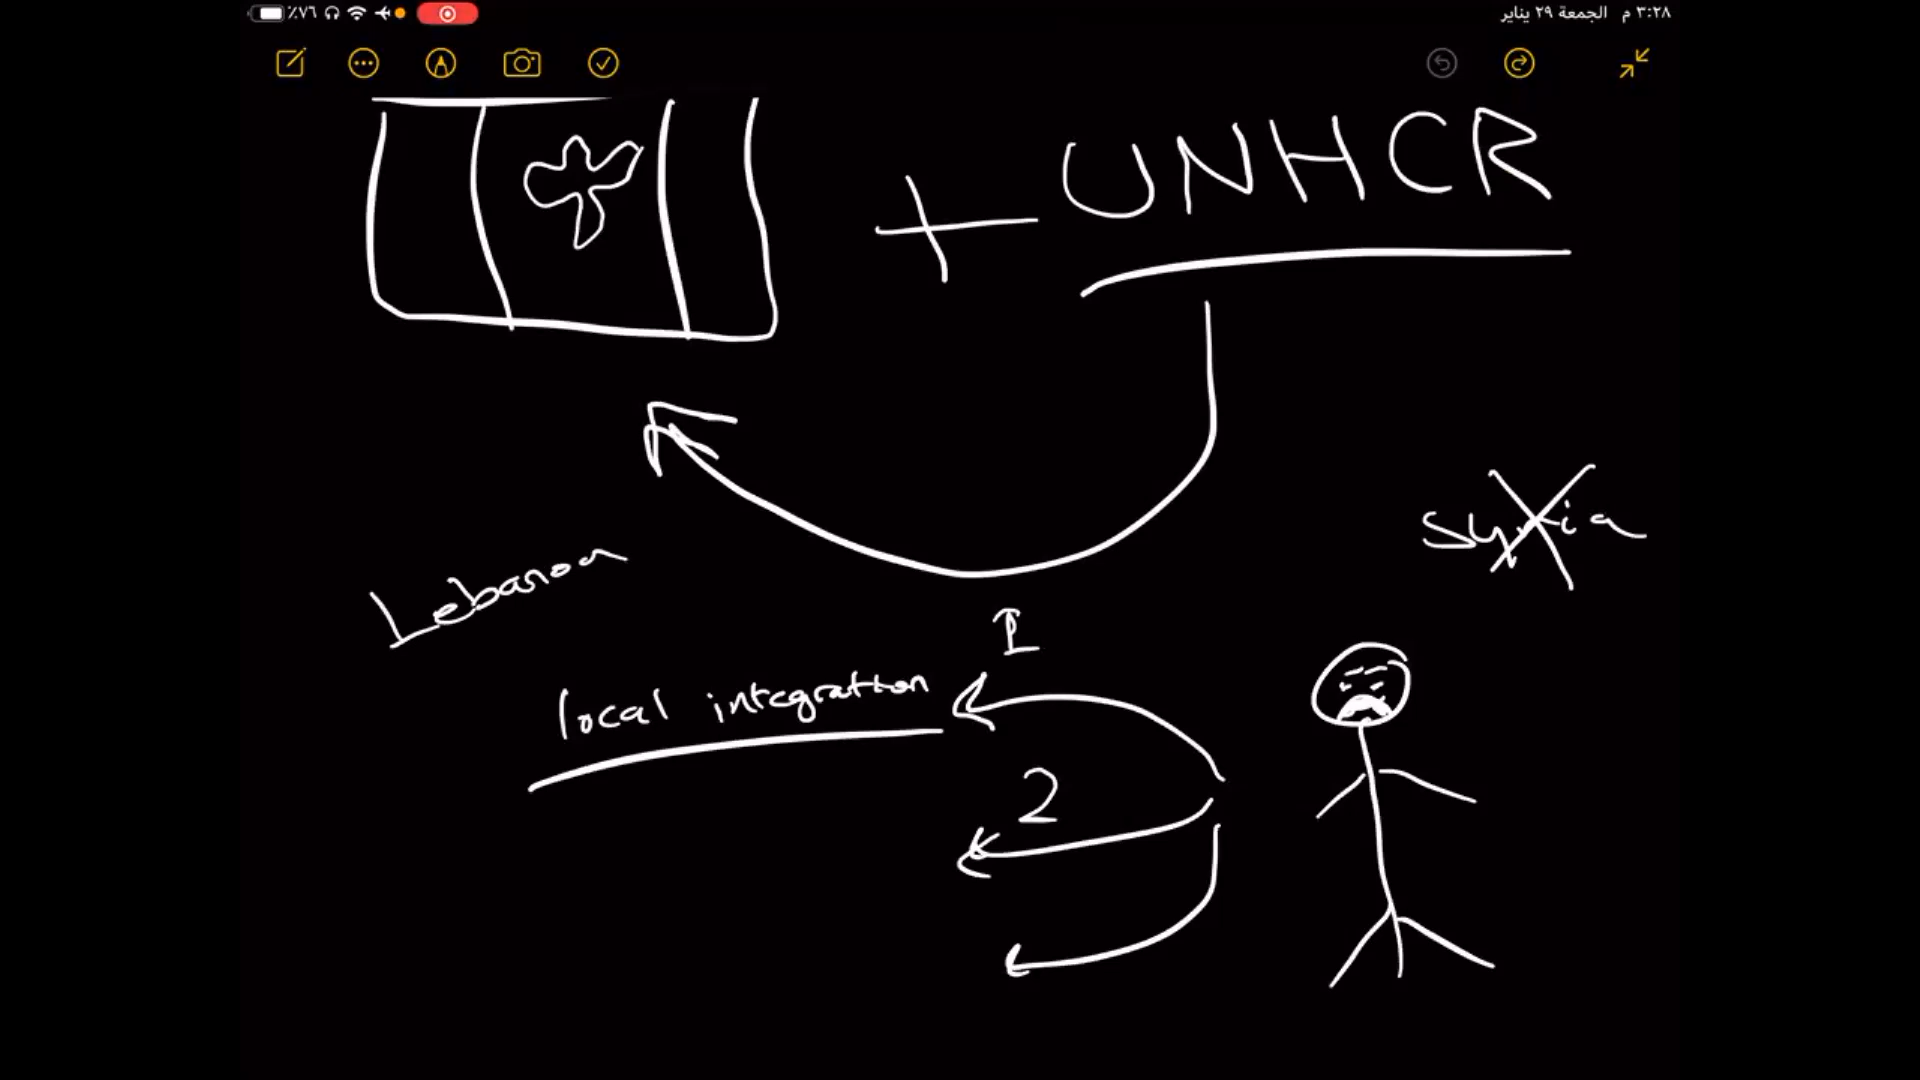 ٪٧٦
٣:٢٨ م الجمعة ٢٩ يناير
+ UNHCR
Syria
Lebanon
1
local integration
2